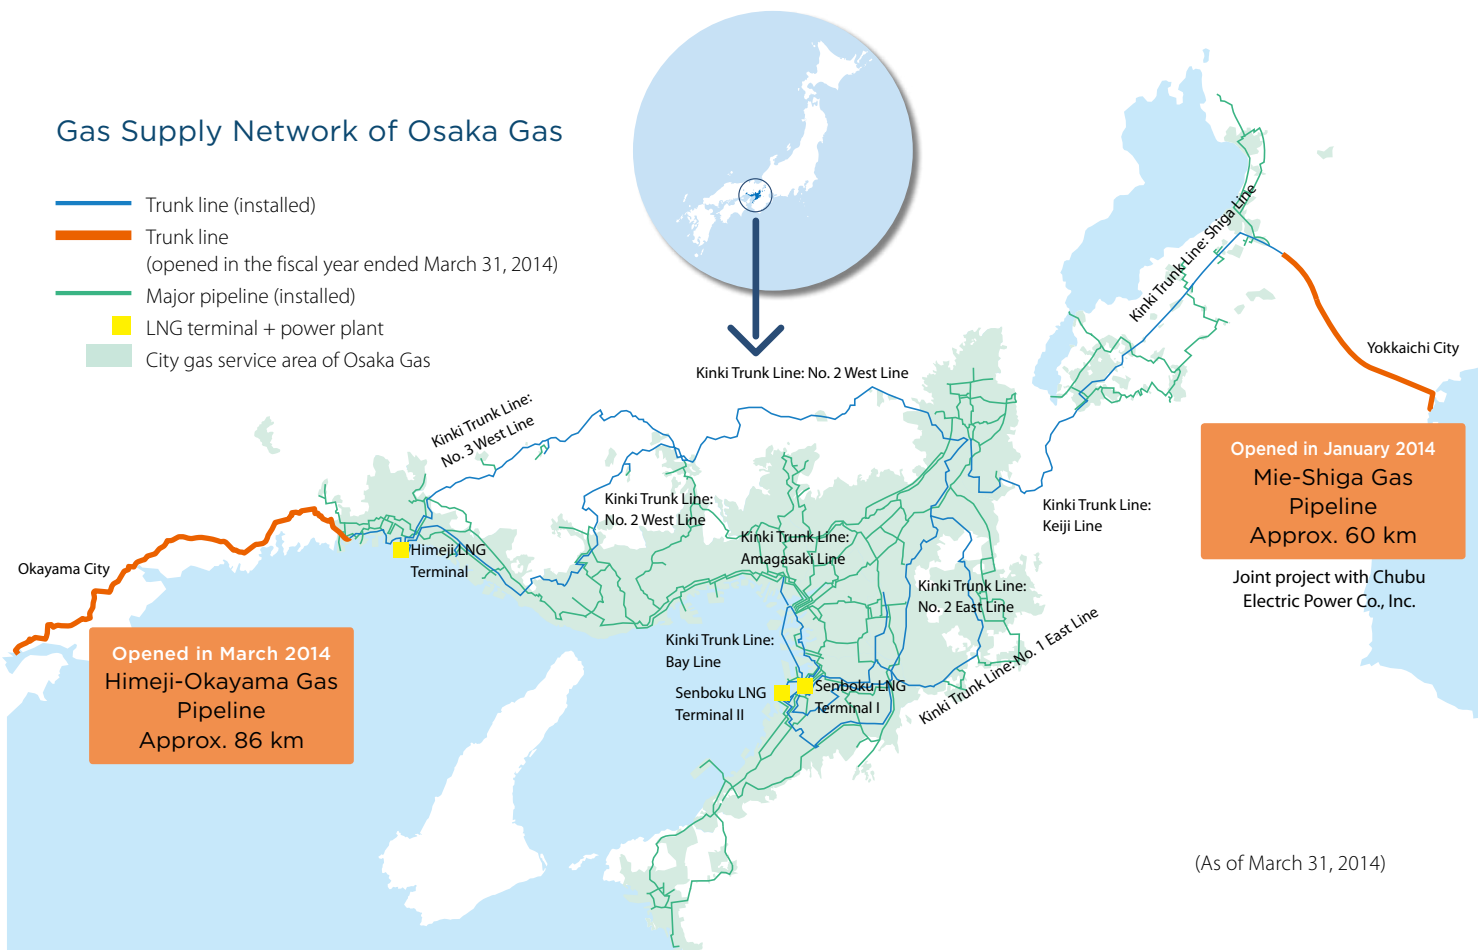 Gas Supply Network of Osaka Gas
Trunk line (installed)
Trunk line
(opened in the fiscal year ended March 31, 2014)
Major pipeline (installed)
LNG terminal + power plant
City gas service area of Osaka Gas
Kinki Trunk Line: No. 2 West Line
Kinki Trunk Line: Shiga Line
Yokkaichi City
Kinki Trunk Line:
No. 3 West Line
Opened in January 2014
Mie-Shiga Gas
Pipeline
Approx. 60 km
Joint project with Chubu
Electric Power Co., Inc.
Kinki Trunk Line:
No. 2 West Line
Kinki Trunk Line:
Keiji Line
Kinki Trunk Line:
Amagasaki Line
Himeji LNG
Terminal
Okayama City
Kinki Trunk Line:
No. 2 East Line
Kinki Trunk Line: No. 1 East Line
Opened in March 2014
Himeji-Okayama Gas
Pipeline
Approx. 86 km
Kinki Trunk Line:
Bay Line
Senboku LNG
Terminal II
Senboku LNG
Terminal I
(As of March 31, 2014)